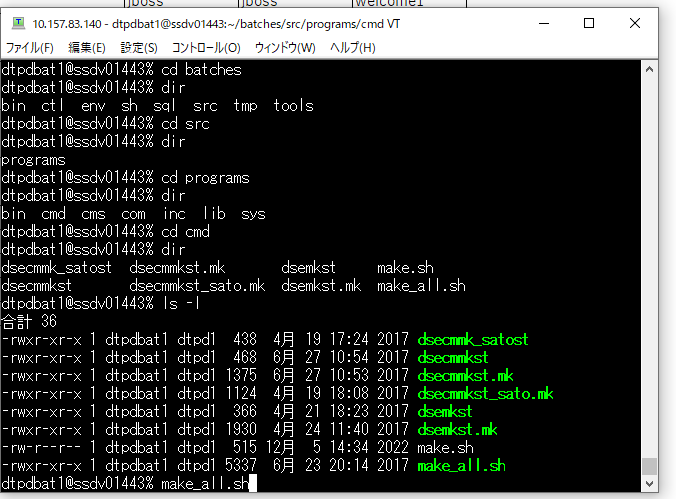 jboss jboss welcome1
10.157.83.140 - dtpdbat1@ssdv01443:~/batches/src/programs/cmd VT
ファイル(F) 編集(E) 設定(S) コントロール(O) ウィンドウ(W) ヘルプ(H)
dtpdbat1@ssdv01443% cd batches
dtpdbat1@ssdv01443% dir
bin ctl env sh sql src tmp tools
dtpdbat1@ssdv01443% cd src
dtpdbat1@ssdv01443% dir
programs
dtpdbat1@ssdv01443% cd programs
dtpdbat1@ssdv01443% dir
bin cmd cms com inc lib sys
dtpdbat1@ssdv01443% cd cmd
dtpdbat1@ssdv01443% dir
dsecmmk_satost dsecmmkst.mk dsemkst make.sh
dsecmmkst dsecmmkst_sato.mk dsemkst.mk make_all.sh
dtpdbat1@ssdv01443% ls -l
合計 36
-rwxr-xr-x 1 dtpdbat1 dtpd1 438 4月 19 17:24 2017 dsecmmk_satost
-rwxr-xr-x 1 dtpdbat1 dtpd1 468 6月 27 10:54 2017 dsecmmkst
-rwxr-xr-x 1 dtpdbat1 dtpd1 1375 6月 27 10:53 2017 dsecmmkst.mk
-rwxr-xr-x 1 dtpdbat1 dtpd1 1124 4月 19 18:08 2017 dsecmmkst_sato.mk
-rwxr-xr-x 1 dtpdbat1 dtpd1 366 4月 21 18:23 2017 dsemkst
-rwxr-xr-x 1 dtpdbat1 dtpd1 1930 4月 24 11:40 2017 dsemkst.mk
-rw-r--r-- 1 dtpdbat1 dtpd1 515 12月 5 14:34 2022 make.sh
-rwxr-xr-x 1 dtpdbat1 dtpd1 5337 6月 23 20:14 2017 make_all.sh
dtpdbat1@ssdv01443% make_all.sh